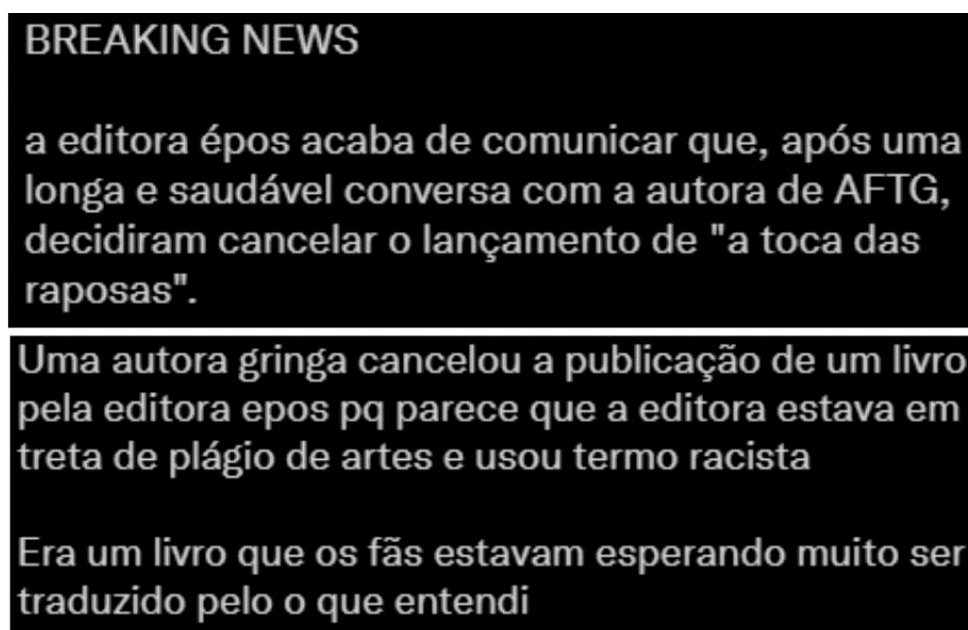 BREAKING NEWS
a editora épos acaba de comunicar que, após uma
longa e saudável conversa com a autora de AFTG,
decidiram cancelar o lançamento de "a toca das
raposas".
Uma autora gringa cancelou a publicação de um livro
pela editora epos pq parece que a editora estava em
treta de plágio de artes e usou termo racista
Era um livro que os fãs estavam esperando muito ser
traduzido pelo o que entendi